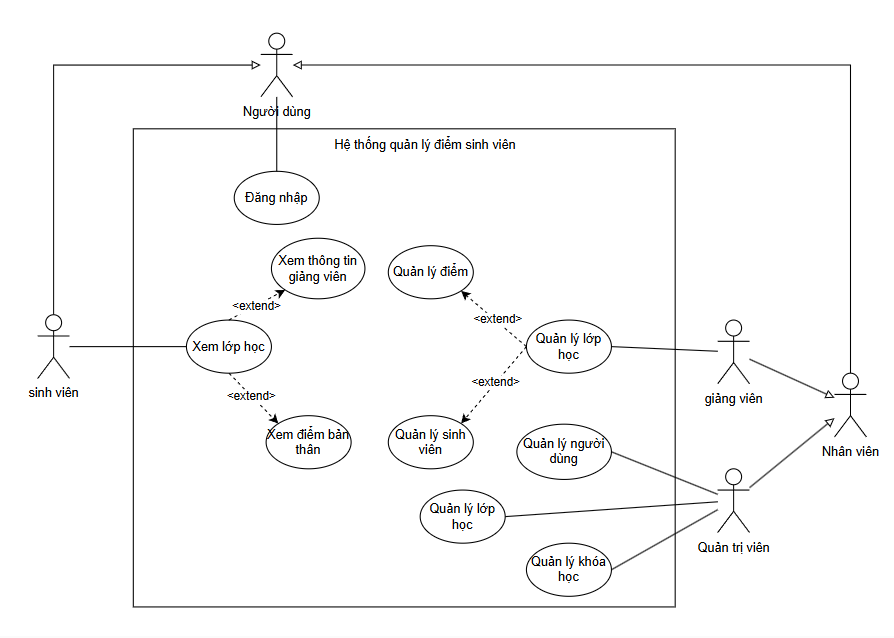 Người dùng
Hệ thống quản lý điểm sinh viên
Đăng nhập
Xem thông tin
giảng viên
Quản lý điểm
<extend>
<extend>
Xem lớp học
Quản lý lớp
học
sinh viên
giảng viên
<extend>
<extend>
Xem điểm bản
thân
Quản lý sinh
viên
Quản lý người
dùng
Nhân viên
Quản lý lớp
học
Quản trị viên
Quản lý khóa
học